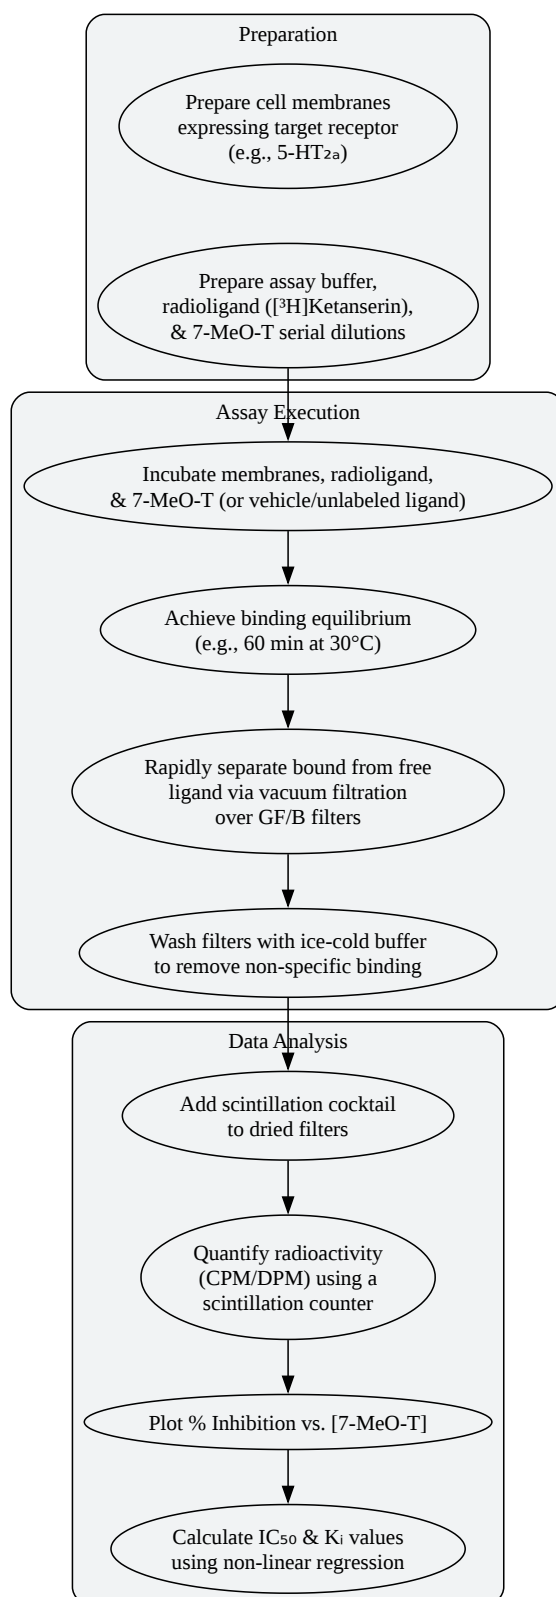 Preparation
Prepare cell membranes
expressing target receptor
(e.g., 5-HT₂ₐ)
Prepare assay buffer,
radioligand ([³H]Ketanserin),
& 7-MeO-T serial dilutions
Assay Execution
Incubate membranes, radioligand,
& 7-MeO-T (or vehicle/unlabeled ligand)
Achieve binding equilibrium
(e.g., 60 min at 30°C)
Rapidly separate bound from free
ligand via vacuum filtration
over GF/B filters
Wash filters with ice-cold buffer
to remove non-specific binding
Data Analysis
Add scintillation cocktail
to dried filters
Quantify radioactivity
(CPM/DPM) using a
scintillation counter
Plot % Inhibition vs. [7-MeO-T]
Calculate IC₅₀ & Kᵢ values
using non-linear regression